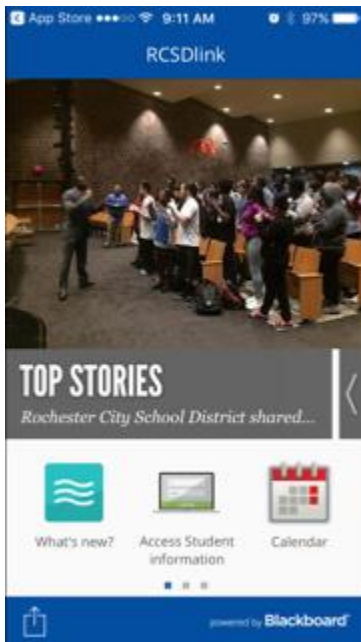 App Store 9:11 AM 97%
RCSDlink
TOP STORIES
Rochester City School District shared...
What's new?
Access Student
information
Calendar
powered by Blackboard